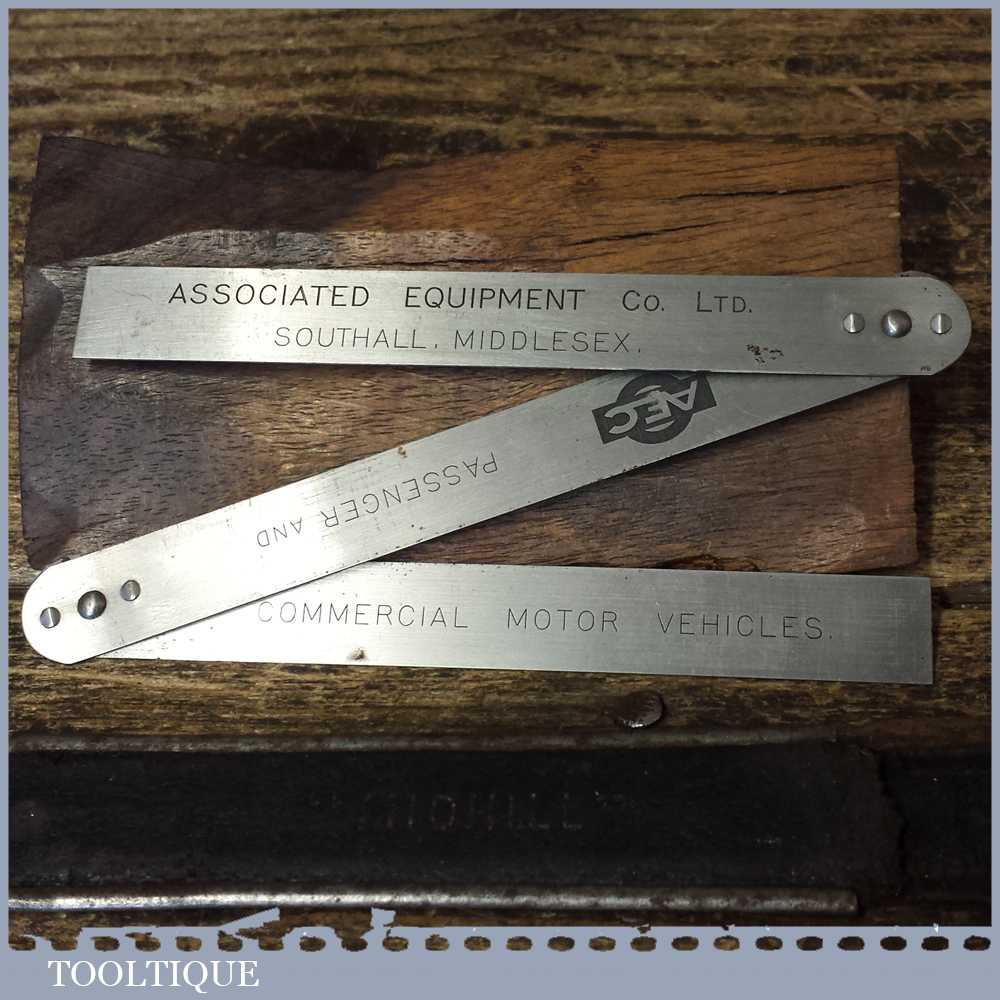 ASSOCIATED EQUIPMENT Co. LTD.
SOUTHALL, MIDDLESEX.
AEC
PASSENGER AND
COMMERCIAL MOTOR VEHICLES.
TOOLTIQUE